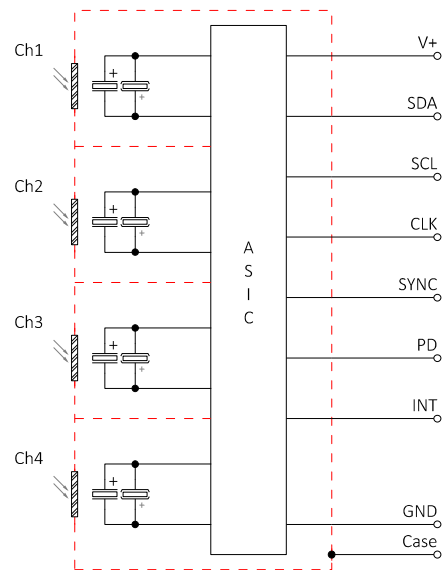 Ch1
V+
+
+
SDA
SCL
Ch2
+
+
CLK
A
S
I
C
SYNC
Ch3
+
+
PD
INT
Ch4
+
+
GND
Case